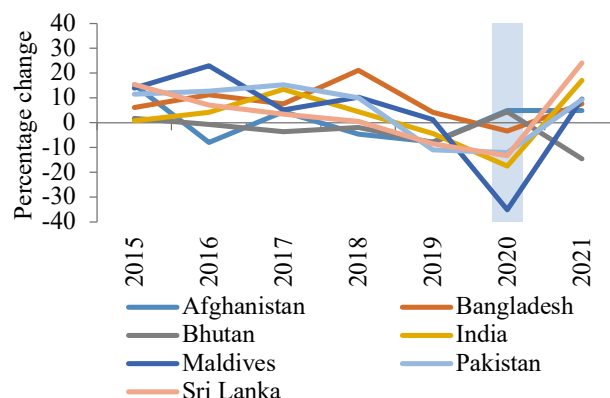 Percentage change
40
30
20
10
0
-10
-20
-30
-40
2015 2016 2017 2018 2019 2020 2021
Afghanistan Bangladesh
Bhutan India
Maldives Pakistan
Sri Lanka